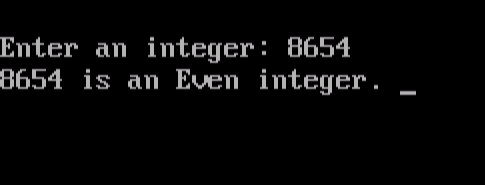 Enter an integer: 8654
8654 is an Even integer. _